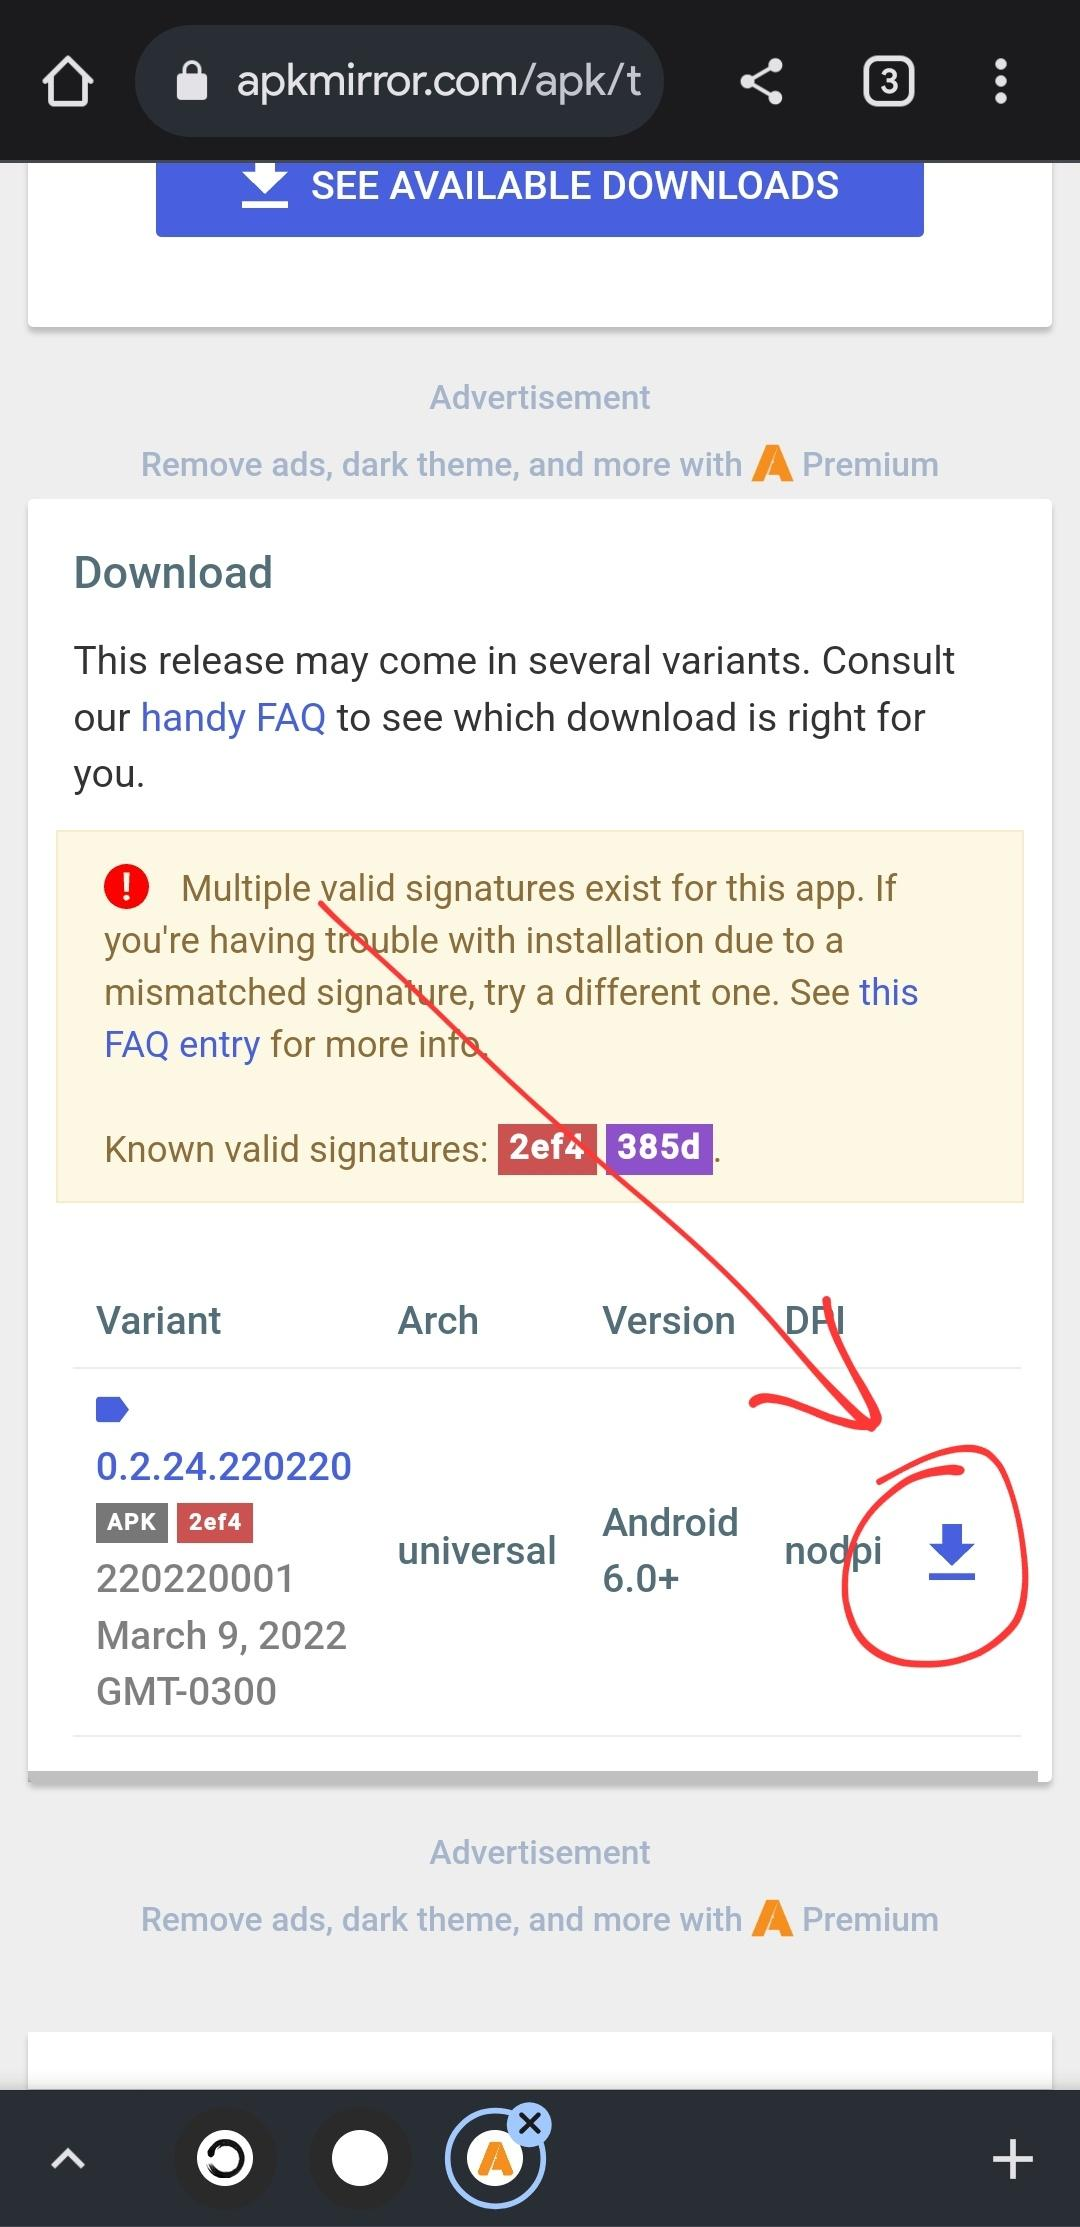 apkmirror.com/apk/t
3
SEE AVAILABLE DOWNLOADS
Advertisement
Remove ads, dark theme, and more with Premium
Download
This release may come in several variants. Consult
our handy FAQ to see which download is right for
you.
Multiple valid signatures exist for this app. If
you're having trouble with installation due to a
mismatched signature, try a different one. See this
FAQ entry for more info.
Known valid signatures: 2ef4 385d.
Variant Arch Version DPI
0.2.24.220220
APK 2ef4
220220001
March 9, 2022
GMT-0300
universal
Android
6.0+
nodpi
Advertisement
Remove ads, dark theme, and more with Premium